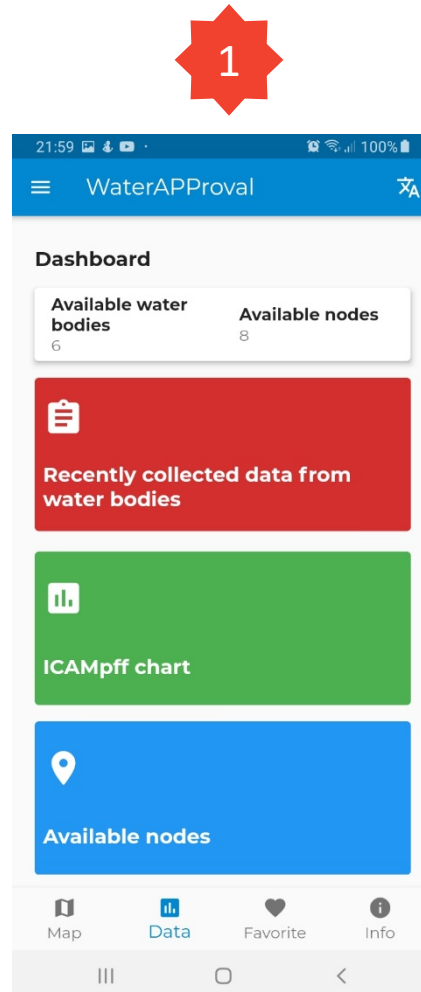 1
21:59 100%
WaterAPProval
Dashboard
Available water
bodies
6
Available nodes
8
Recently collected data from
water bodies
ICAMpff chart
Available nodes
Map Data Favorite Info